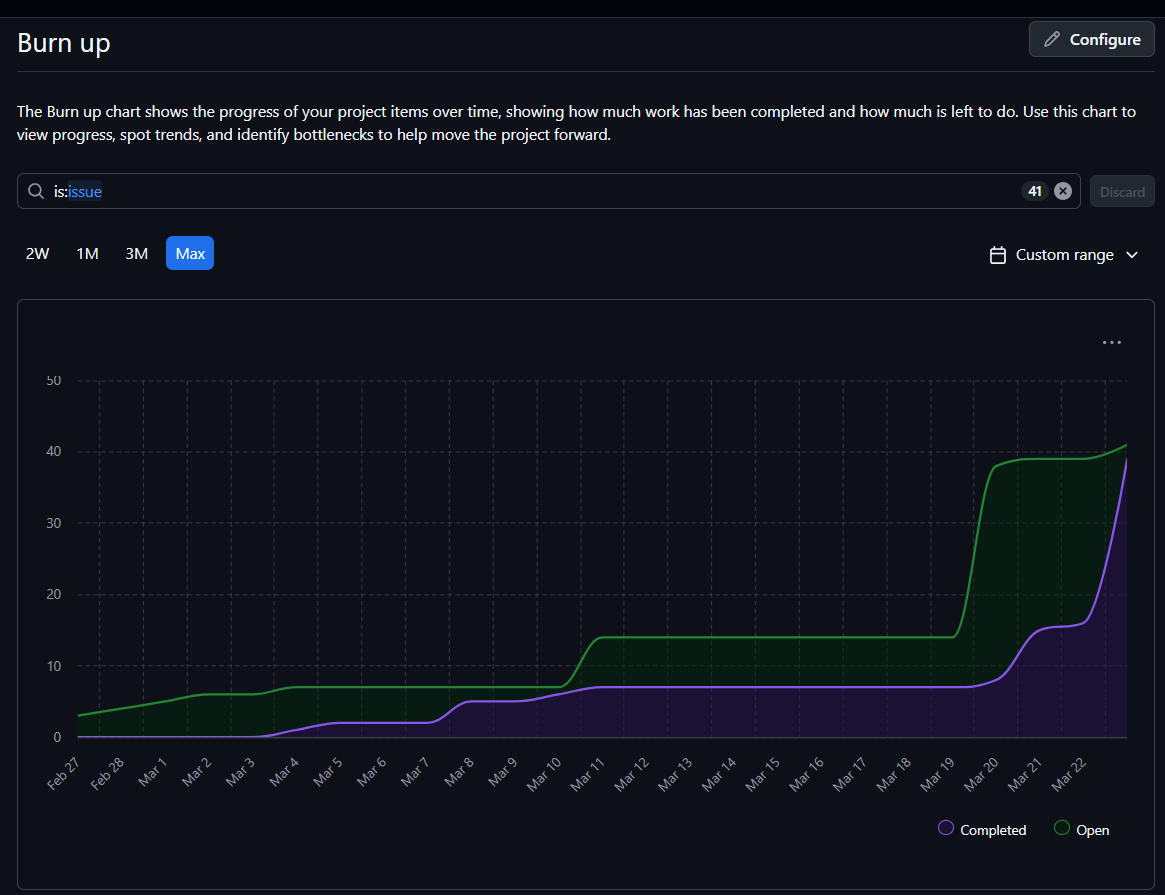 Burn up
Configure
The Burn up chart shows the progress of your project items over time, showing how much work has been completed and how much is left to do. Use this chart to
view progress, spot trends, and identify bottlenecks to help move the project forward.
is:issue
41
Discard
2W 1M 3M Max
Custom range
50
40
30
20
10
0
Feb 27 Feb 28 Mar 1 Mar 2 Mar 3 Mar 4 Mar 5 Mar 6 Mar 7 Mar 8 Mar 9 Mar 10 Mar 11 Mar 12 Mar 13 Mar 14 Mar 15 Mar 16 Mar 17 Mar 18 Mar 19 Mar 20 Mar 21 Mar 22
Completed Open